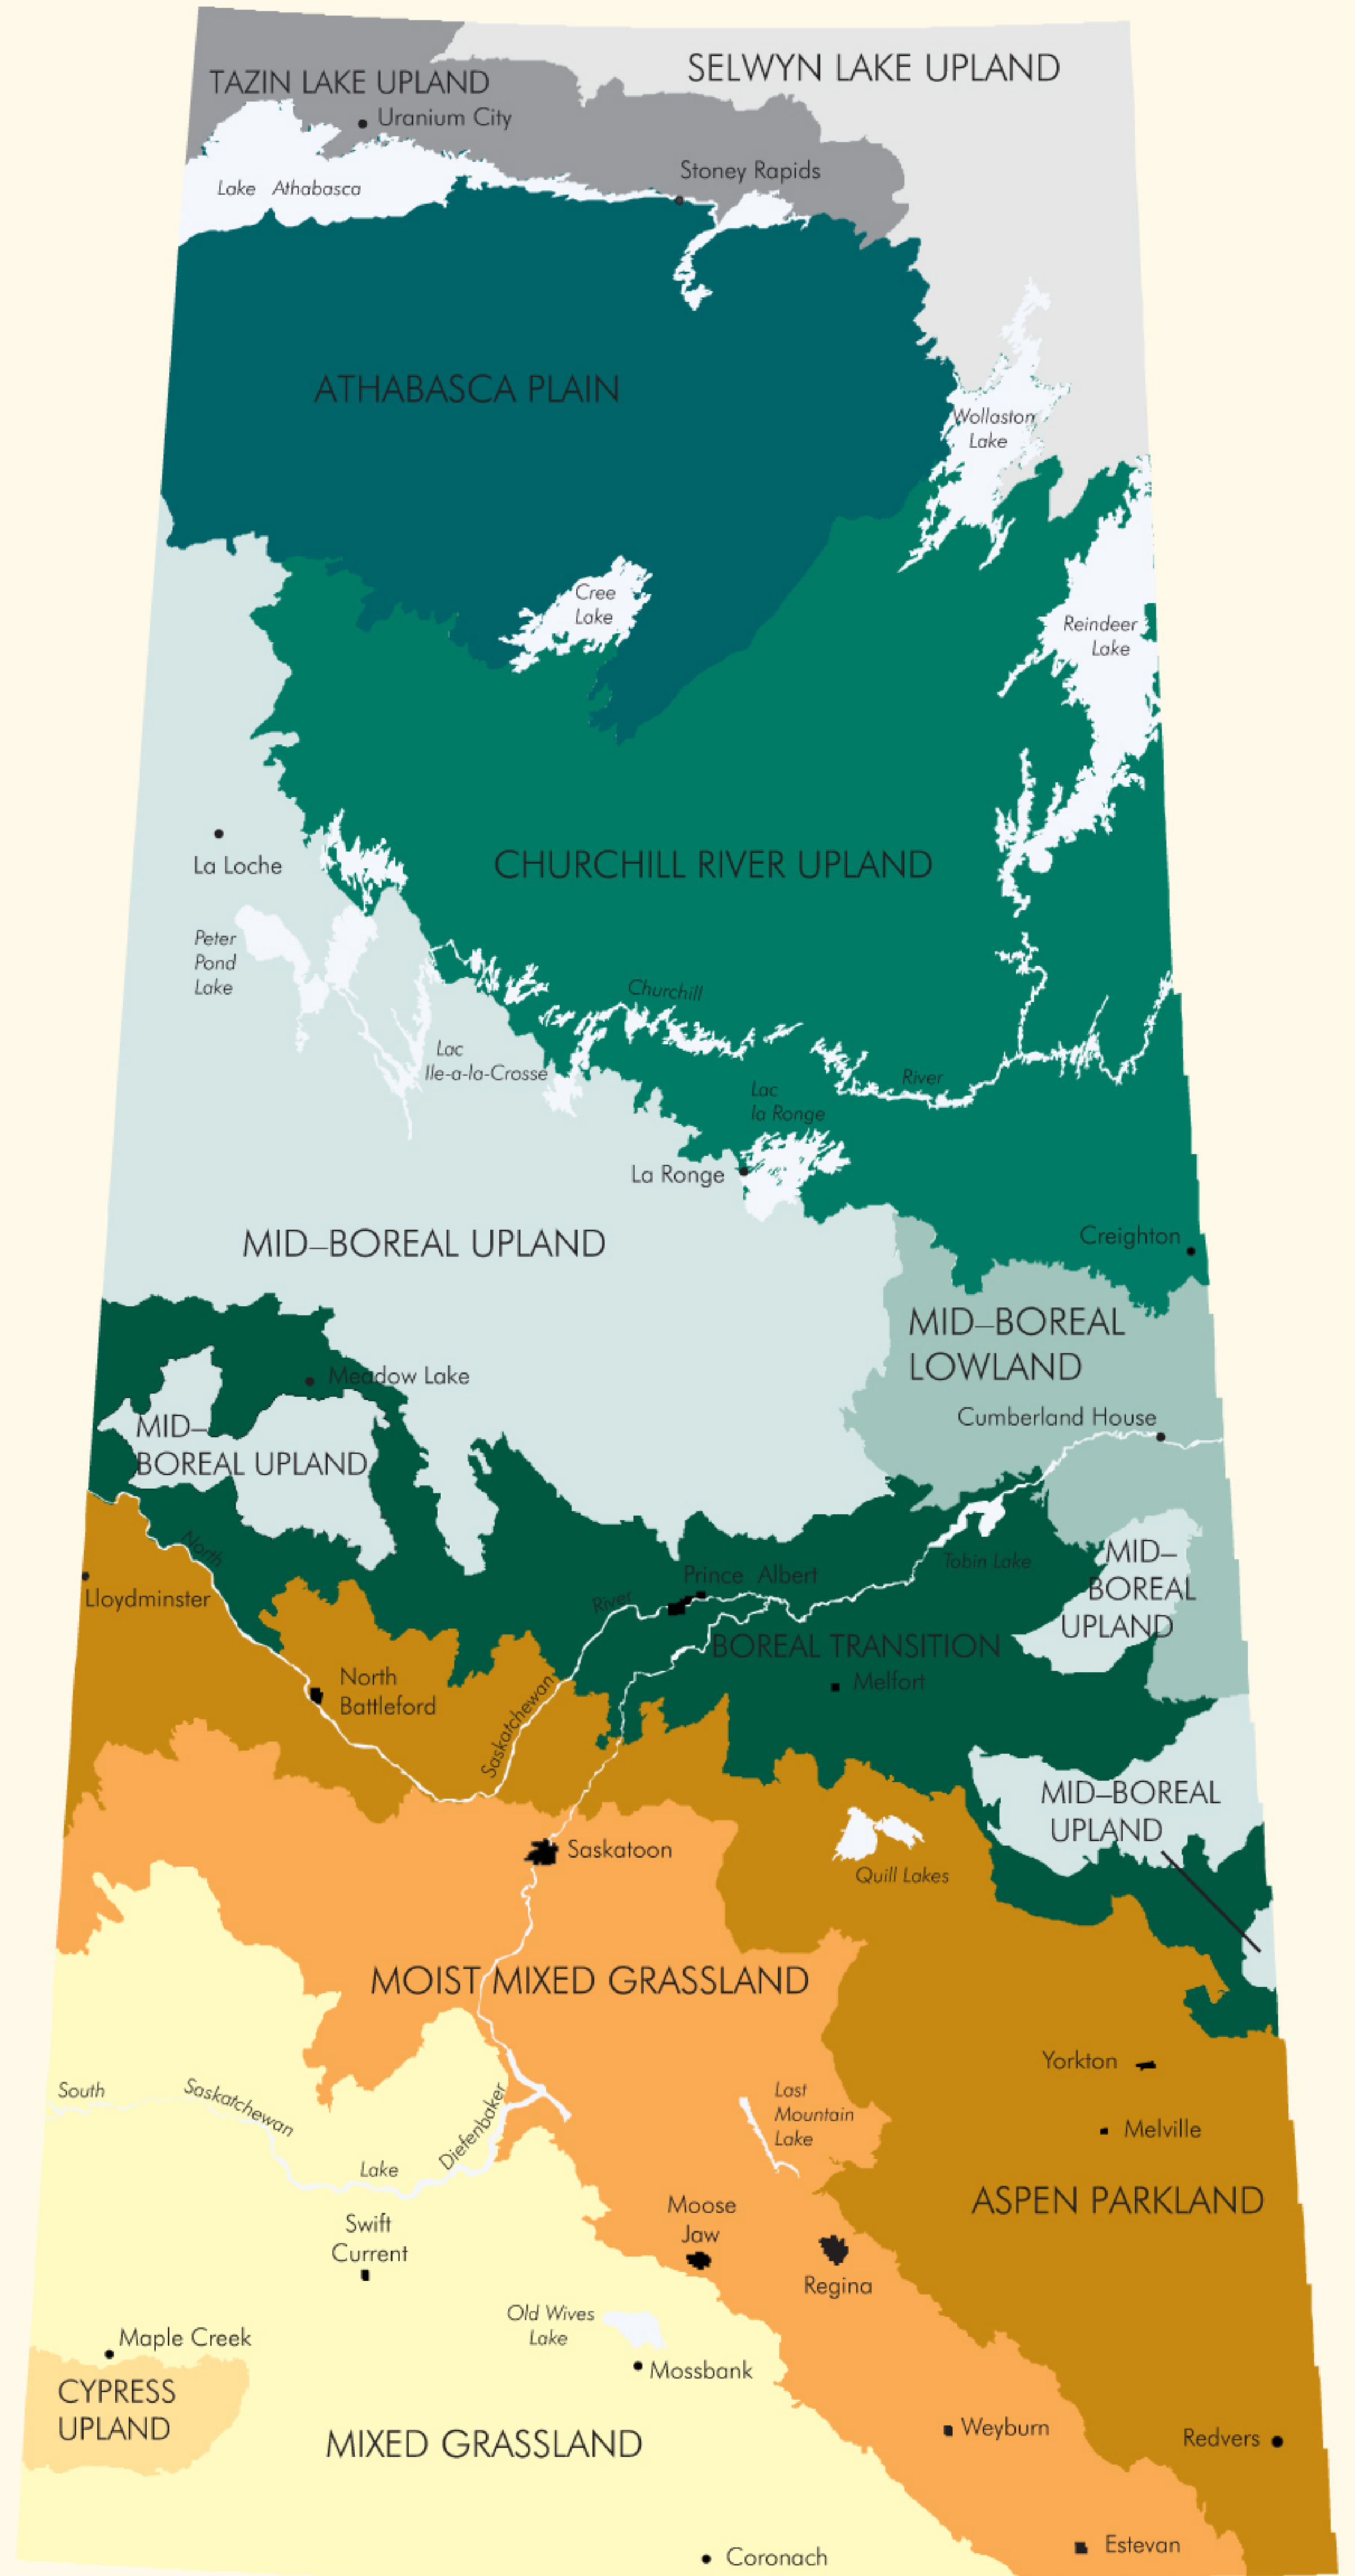 SELWYN LAKE UPLAND
TAZIN LAKE UPLAND
Uranium City
Stoney Rapids
Lake Athabasca
ATHABASCA PLAIN
Wollaston
Lake
Cree
Lake
Reindeer
Lake
La Loche
CHURCHILL RIVER UPLAND
Peter
Pond
Lake
Churchill
Lac
Ile-a-la-Crosse
River
Lac
la Ronge
La Ronge
Creighton
MID–BOREAL UPLAND
MID–BOREAL
LOWLAND
Meadow Lake
Cumberland House
MID–
BOREAL UPLAND
North
Tobin Lake
MID–
BOREAL
UPLAND
Prince Albert
Lloydminster
River
BOREAL TRANSITION
Melfort
North
Battleford
Saskatchewan
MID–BOREAL
UPLAND
Saskatoon
Quill Lakes
MOIST MIXED GRASSLAND
Yorkton
South
Saskatchewan
Last
Mountain
Lake
Diefenbaker
Melville
Lake
ASPEN PARKLAND
Moose
Jaw
Swift
Current
Regina
Old Wives
Lake
Maple Creek
Mossbank
CYPRESS
UPLAND
Weyburn
Redvers
MIXED GRASSLAND
Estevan
Coronach